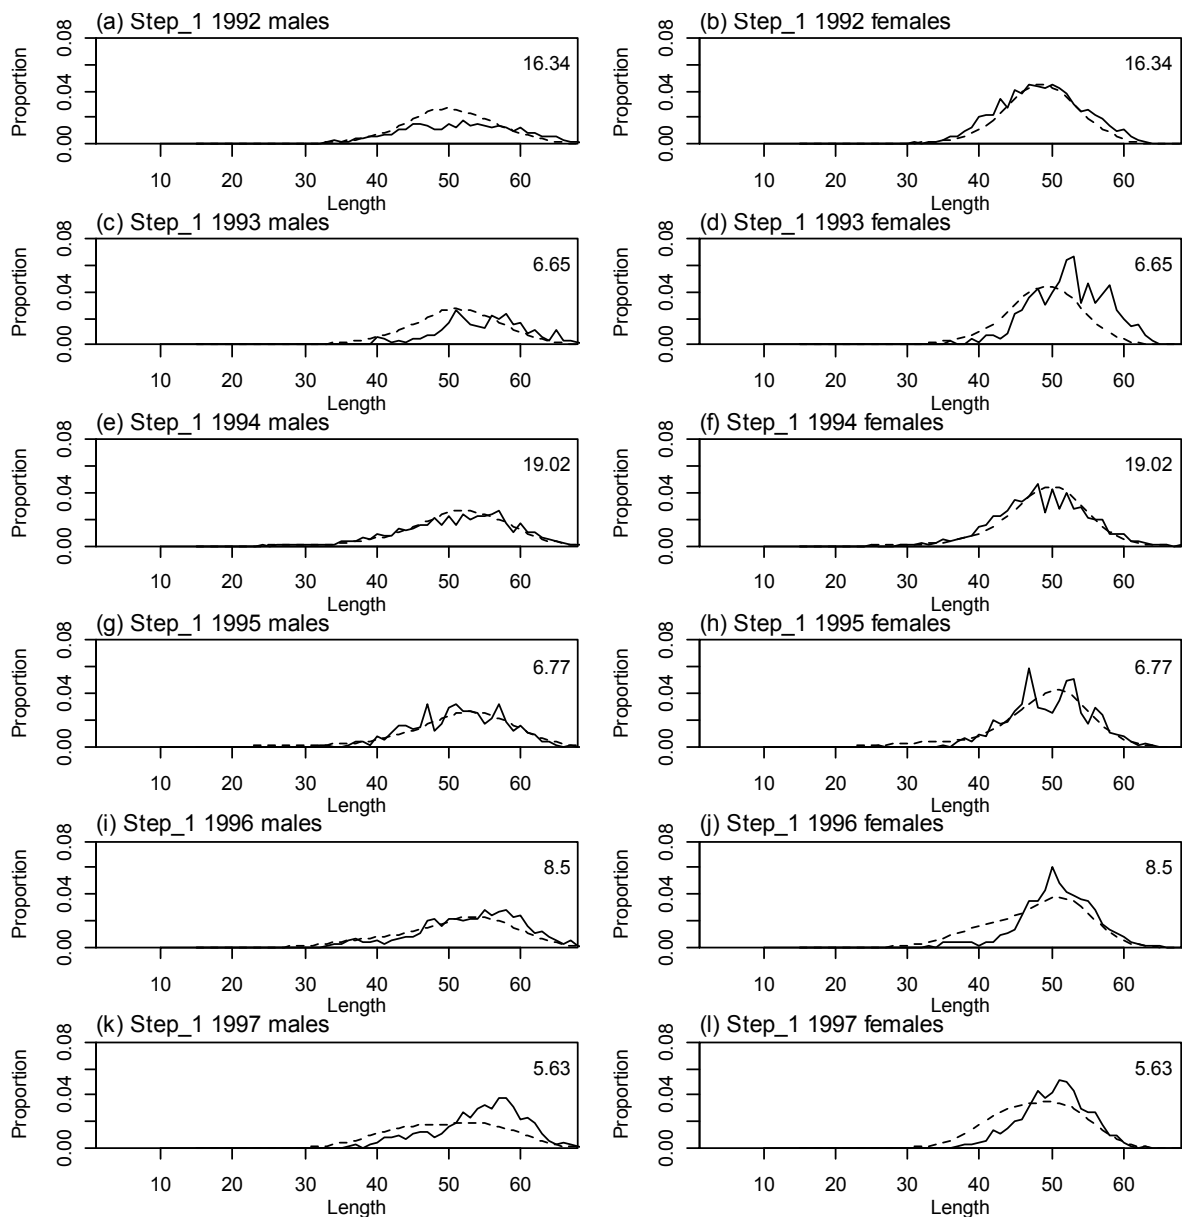 (a) Step_1 1992 males
Proportion
0.00 0.04 0.08
16.34
10 20 30 40 50 60
Length
(b) Step_1 1992 females
Proportion
0.00 0.04 0.08
16.34
10 20 30 40 50 60
Length
(c) Step_1 1993 males
Proportion
0.00 0.04 0.08
6.65
10 20 30 40 50 60
Length
(d) Step_1 1993 females
Proportion
0.00 0.04 0.08
6.65
10 20 30 40 50 60
Length
(e) Step_1 1994 males
Proportion
0.00 0.04 0.08
19.02
10 20 30 40 50 60
Length
(f) Step_1 1994 females
Proportion
0.00 0.04 0.08
19.02
10 20 30 40 50 60
Length
(g) Step_1 1995 males
Proportion
0.00 0.04 0.08
6.77
10 20 30 40 50 60
Length
(h) Step_1 1995 females
Proportion
0.00 0.04 0.08
6.77
10 20 30 40 50 60
Length
(i) Step_1 1996 males
Proportion
0.00 0.04 0.08
8.5
10 20 30 40 50 60
Length
(j) Step_1 1996 females
Proportion
0.00 0.04 0.08
8.5
10 20 30 40 50 60
Length
(k) Step_1 1997 males
Proportion
0.00 0.04 0.08
5.63
10 20 30 40 50 60
Length
(l) Step_1 1997 females
Proportion
0.00 0.04 0.08
5.63
10 20 30 40 50 60
Length